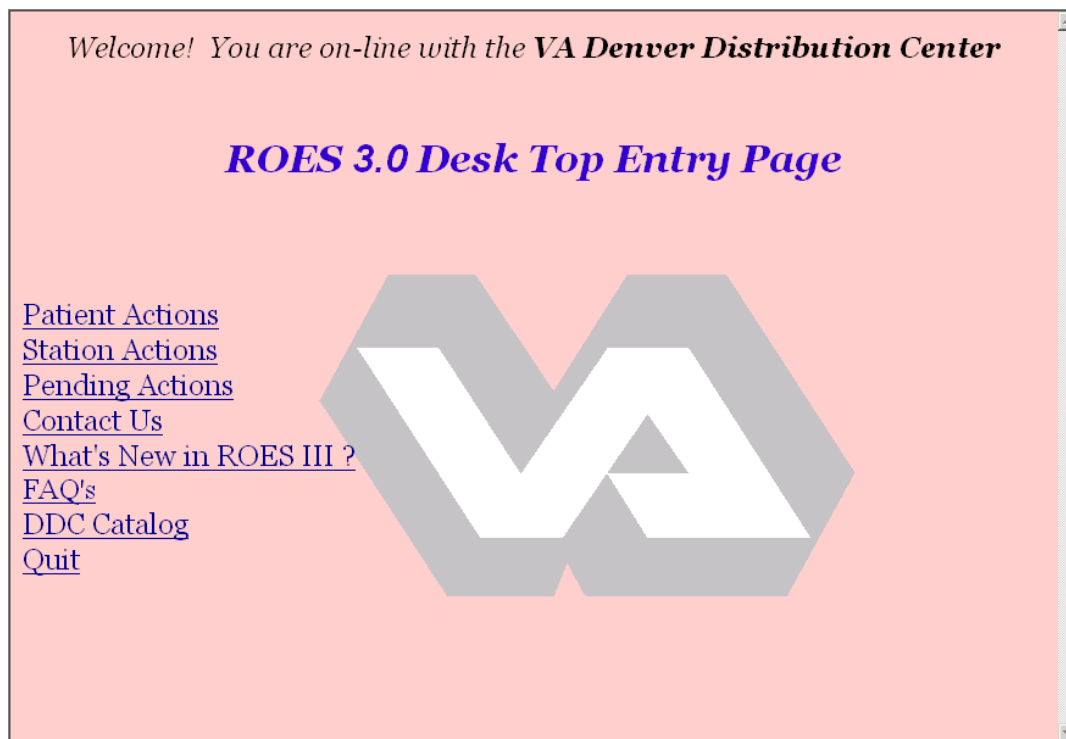 Welcome! You are on-line with the VA Denver Distribution Center
ROES 3.0 Desk Top Entry Page
Patient Actions
Station Actions
Pending Actions
Contact Us
What's New in ROES III ?
FAQ's
DDC Catalog
Quit
VA